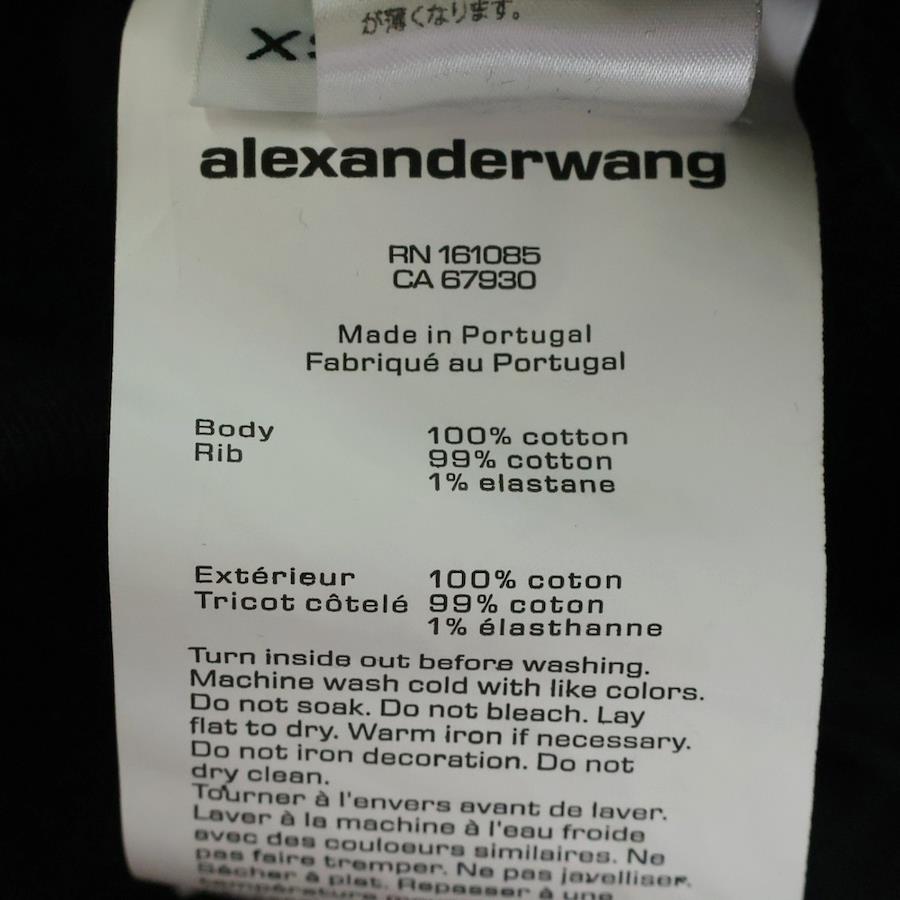 が薄くなります。
XS
alexanderwang
RN 161085
CA 67930
Made in Portugal
Fabriqué au Portugal
Body 100% cotton
Rib 99% cotton
1% elastane
Extérieur 100% coton
Tricot côtelé 99% coton
1% élasthanne
Turn inside out before washing.
Machine wash cold with like colors.
Do not soak. Do not bleach. Lay
flat to dry. Warm iron if necessary.
Do not iron decoration. Do not
dry clean.
Tourner à l'envers avant de laver.
Laver à la machine à l'eau froide
avec des couloeurs similaires. Ne
pas faire tremper. Ne pas javelliser.
Sécher à plat. Repasser à une
température